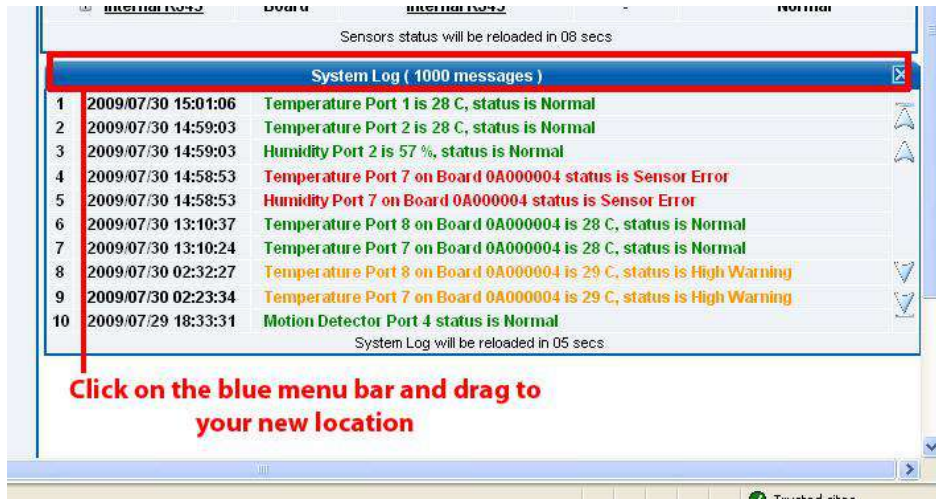 Internal RJ45 Board Internal RJ45 - Normal
Sensors status will be reloaded in 08 secs
System Log ( 1000 messages )
1 2009/07/30 15:01:06 Temperature Port 1 is 28 C, status is Normal
2 2009/07/30 14:59:03 Temperature Port 2 is 28 C, status is Normal
3 2009/07/30 14:59:03 Humidity Port 2 is 57 %, status is Normal
4 2009/07/30 14:58:53 Temperature Port 7 on Board 0A000004 status is Sensor Error
5 2009/07/30 14:58:53 Humidity Port 7 on Board 0A000004 status is Sensor Error
6 2009/07/30 13:10:37 Temperature Port 8 on Board 0A000004 is 28 C, status is Normal
7 2009/07/30 13:10:24 Temperature Port 7 on Board 0A000004 is 28 C, status is Normal
8 2009/07/30 02:32:27 Temperature Port 8 on Board 0A000004 is 29 C, status is High Warning
9 2009/07/30 02:23:34 Temperature Port 7 on Board 0A000004 is 29 C, status is High Warning
10 2009/07/29 18:33:31 Motion Detector Port 4 status is Normal
System Log will be reloaded in 05 secs
Click on the blue menu bar and drag to
your new location
Trusted sites